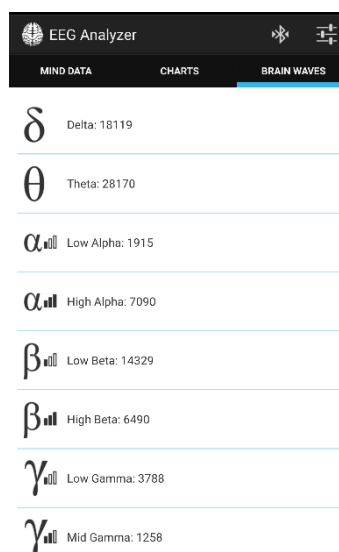 EEG Analyzer
MIND DATA CHARTS BRAIN WAVES
δ Delta: 18119
θ Theta: 28170
α Low Alpha: 1915
α High Alpha: 7090
β Low Beta: 14329
β High Beta: 6490
γ Low Gamma: 3788
γ Mid Gamma: 1258